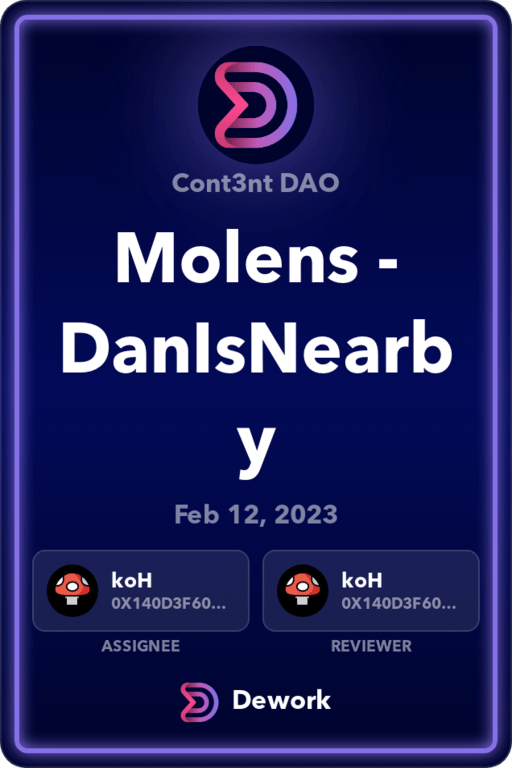 Cont3nt DAO
Molens -
DanIsNearb
y
Feb 12, 2023
koH
0X140D3F60...
koH
0X140D3F60...
ASSIGNEE
REVIEWER
Dework